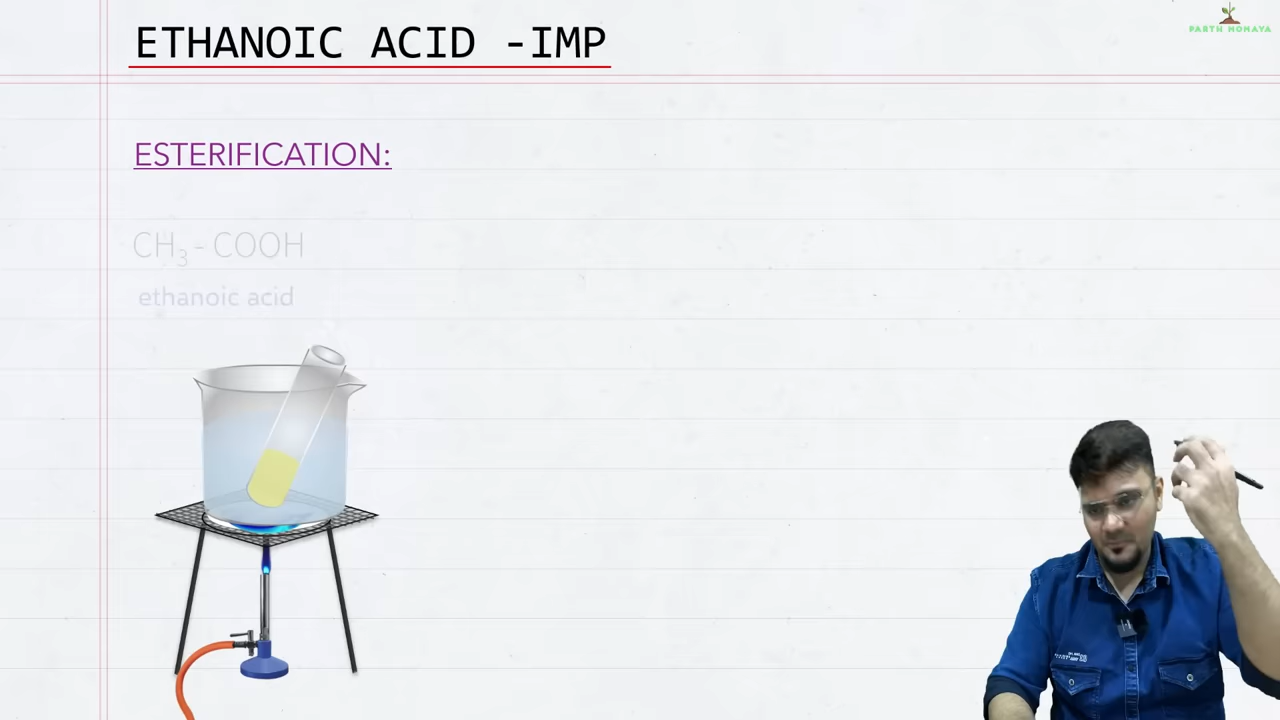 ETHANOIC ACID -IMP
PARTH MOMAYA
ESTERIFICATION:
CH₃ - COOH
ethanoic acid